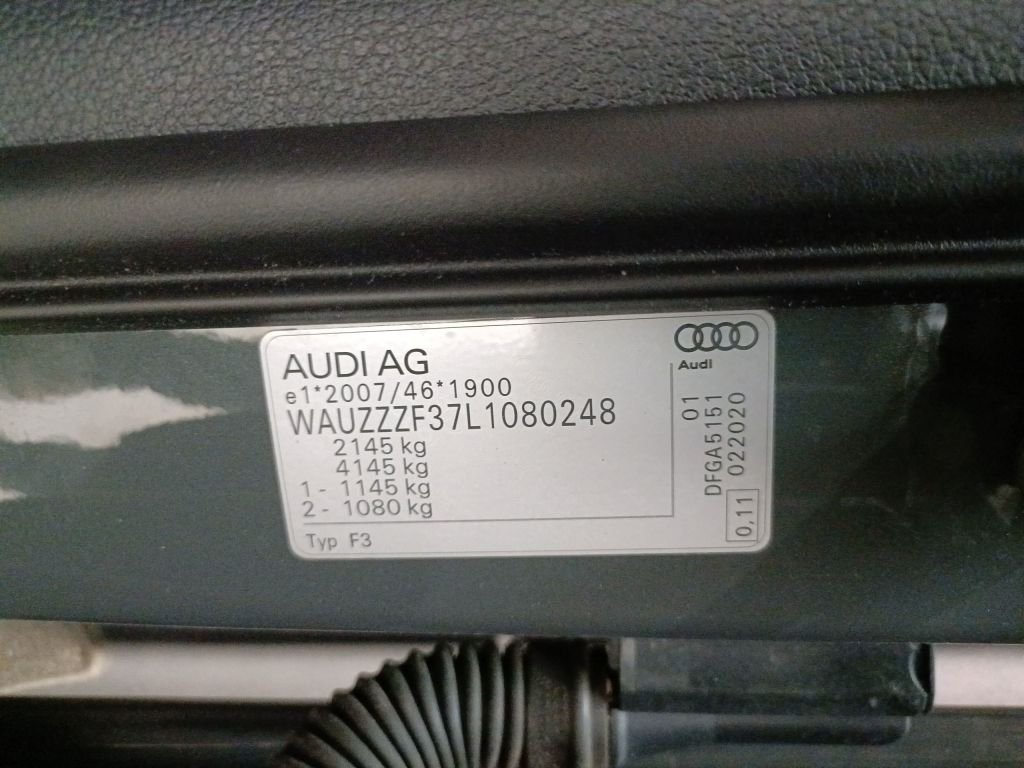 AUDI AG
e1*2007/46*1900
WAUZZZF37L1080248
2145 kg
4145 kg
1 - 1145 kg
2 - 1080 kg
Typ F3
Audi
01
DFGA5151
022020
0,11